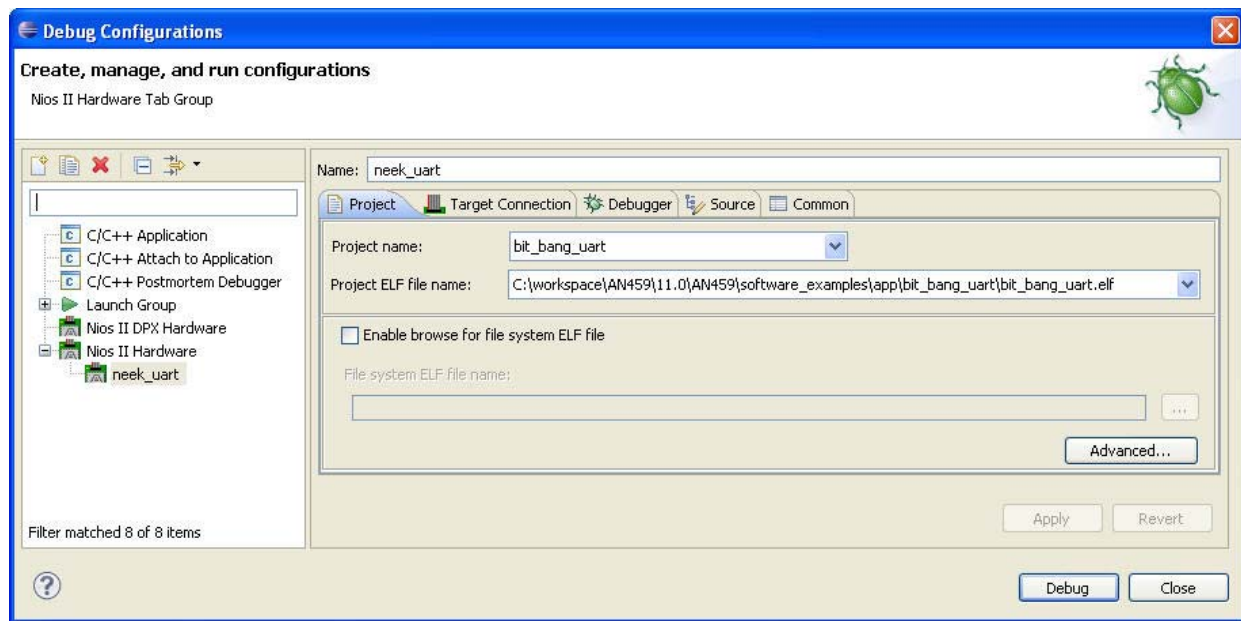 Debug Configurations
Create, manage, and run configurations
Nios II Hardware Tab Group
Name: neek_uart
Project Target Connection Debugger Source Common
C/C++ Application
C/C++ Attach to Application
C/C++ Postmortem Debugger
Launch Group
Nios II DPX Hardware
Nios II Hardware
neek_uart
Filter matched 8 of 8 items
Project name: bit_bang_uart
Project ELF file name: C:\workspace\AN459\11.0\AN459\software_examples\app\bit_bang_uart\bit_bang_uart.elf
Enable browse for file system ELF file
File system ELF file name:
...
Advanced...
Apply Revert
Debug Close